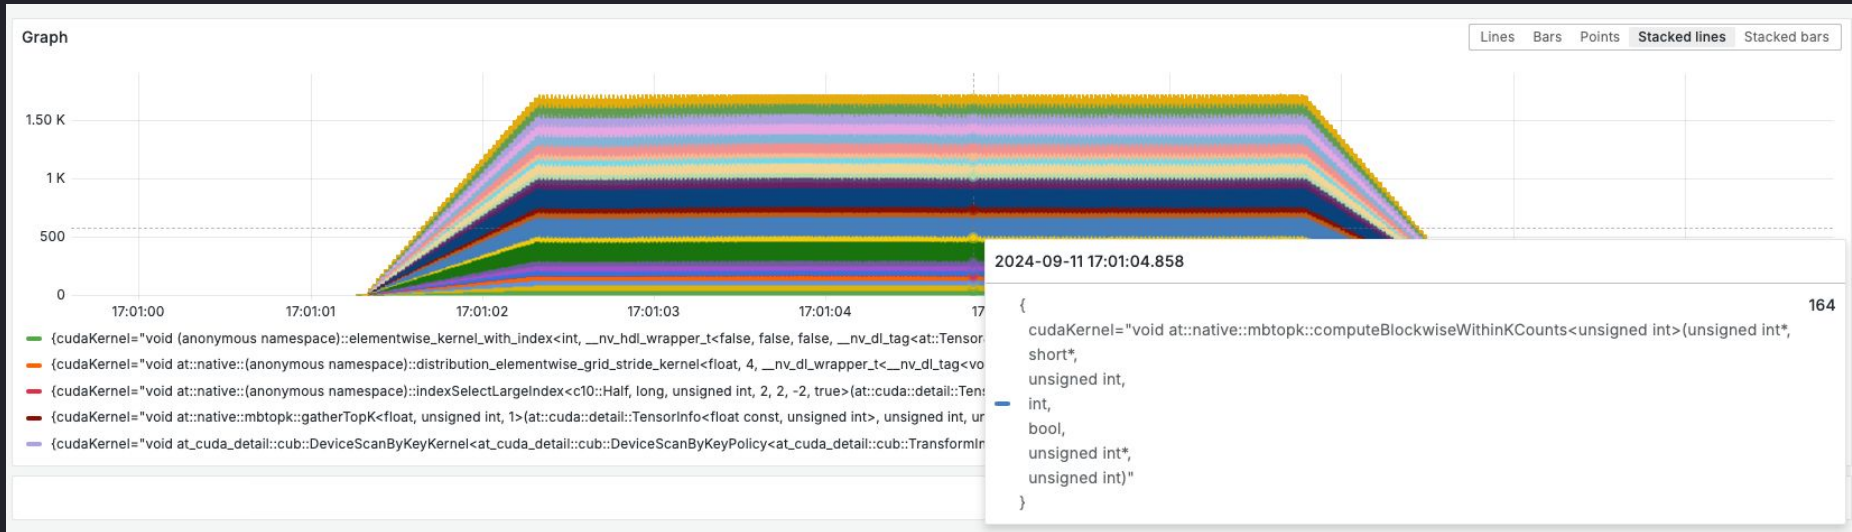 Graph
Lines Bars Points Stacked lines Stacked bars
1.50 K
1 K
500
0
17:01:00 17:01:01 17:01:02 17:01:03 17:01:04 17
{cudaKernel="void (anonymous namespace)::elementwise_kernel_with_index<int, __nv_hdl_wrapper_t<false, false, false, __nv_dl_tag<at::Tensor
{cudaKernel="void at::native::(anonymous namespace)::distribution_elementwise_grid_stride_kernel<float, 4, __nv_dl_wrapper_t<__nv_dl_tag<vo
{cudaKernel="void at::native::(anonymous namespace)::indexSelectLargeIndex<c10::Half, long, unsigned int, 2, 2, -2, true>(at::cuda::detail::Ten
{cudaKernel="void at::native::mbtopk::gatherTopK<float, unsigned int, 1>(at::cuda::detail::TensorInfo<float const, unsigned int>, unsigned int, un
{cudaKernel="void at_cuda_detail::cub::DeviceScanByKeyKernel<at_cuda_detail::cub::DeviceScanByKeyPolicy<at_cuda_detail::cub::TransformIn
2024-09-11 17:01:04.858
{ 164
cudaKernel="void at::native::mbtopk::computeBlockwiseWithinKCounts<unsigned int>(unsigned int*,
short*,
unsigned int,
int,
bool,
unsigned int*,
unsigned int)"
}